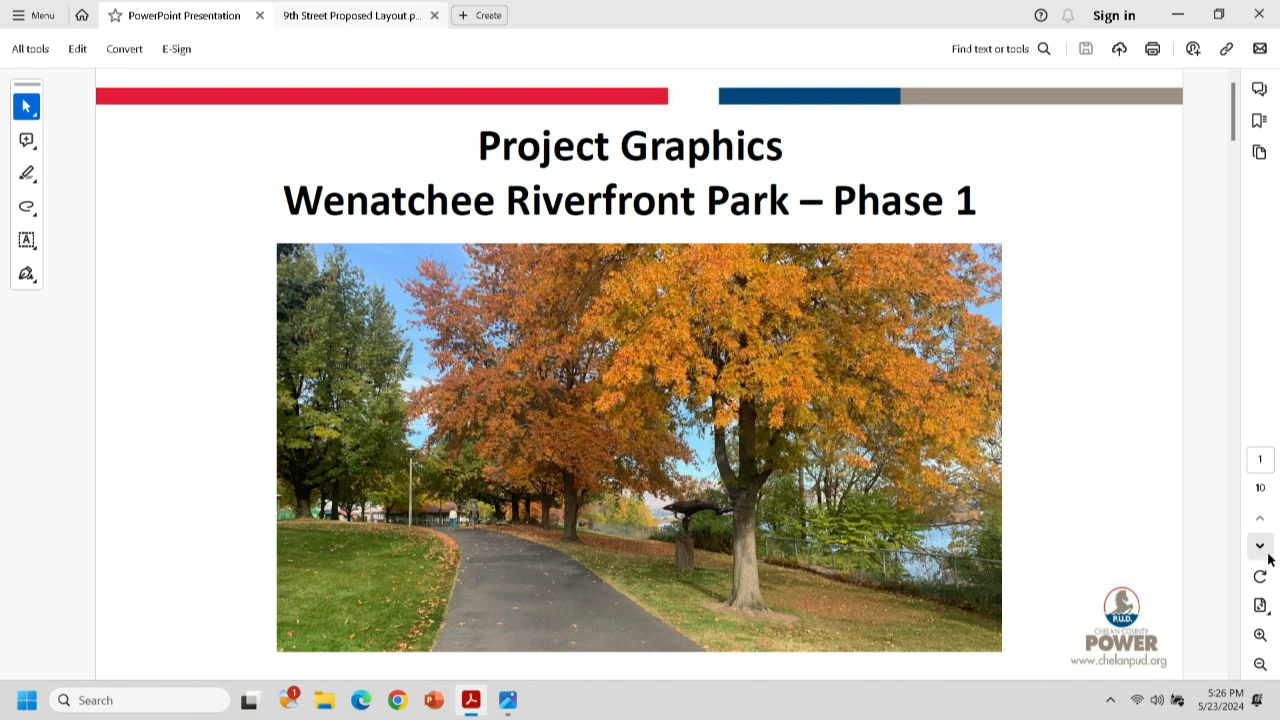 Menu
PowerPoint Presentation
9th Street Proposed Layout.p...
Create
Sign in
All tools
Edit
Convert
E-Sign
Find text or tools
Project Graphics
Wenatchee Riverfront Park – Phase 1
1
10
P.U.D.
CHELAN COUNTY
POWER
www.chelanpud.org
Search
1
5:26 PM
5/23/2024